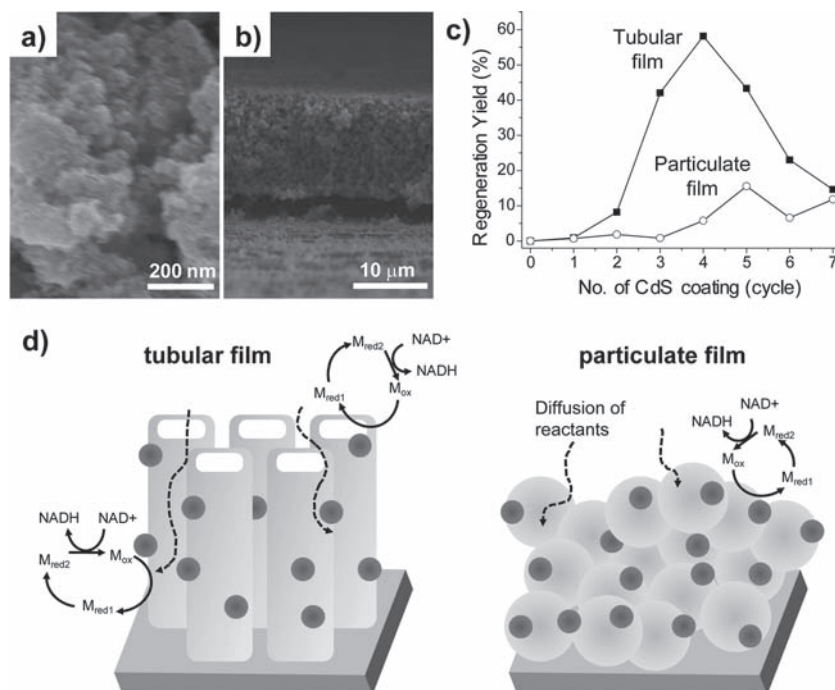 a)
200 nm
b)
10 μm
c)
Regeneration Yield (%)
60
50
40
30
20
10
0
Tubular
film
Particulate
film
0 1 2 3 4 5 6 7
No. of CdS coating (cycle)
d)
tubular film
M_red2
NAD+
NADH
M_red1
M_ox
NADH
NAD+
M_red2
M_ox
M_red1
particulate film
Diffusion of
reactants
NADH
NAD+
M_red2
M_ox
M_red1